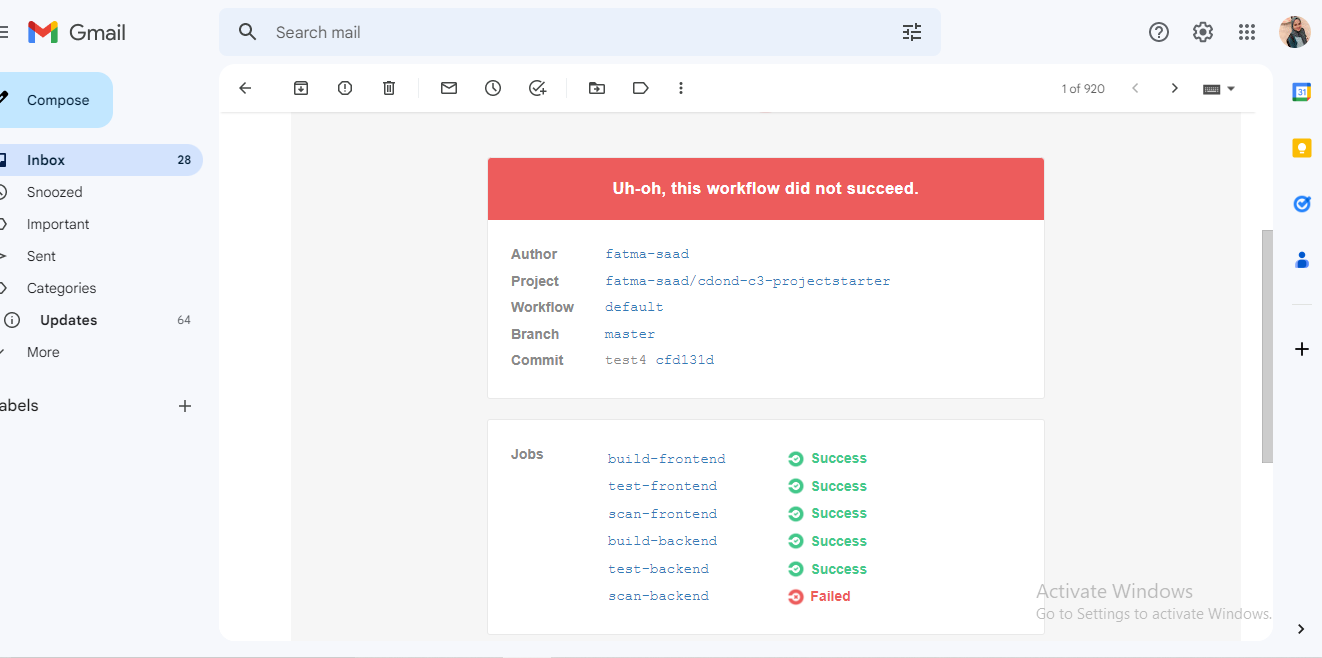 Gmail
Search mail
Compose
1 of 920
31
Inbox 28
Snoozed
Important
Sent
Categories
Updates 64
More
abels
Uh-oh, this workflow did not succeed.
Author fatma-saad
Project fatma-saad/cdond-c3-projectstarter
Workflow default
Branch master
Commit test4 cfd131d
Jobs
build-frontend Success
test-frontend Success
scan-frontend Success
build-backend Success
test-backend Success
scan-backend Failed
Activate Windows
Go to Settings to activate Windows.